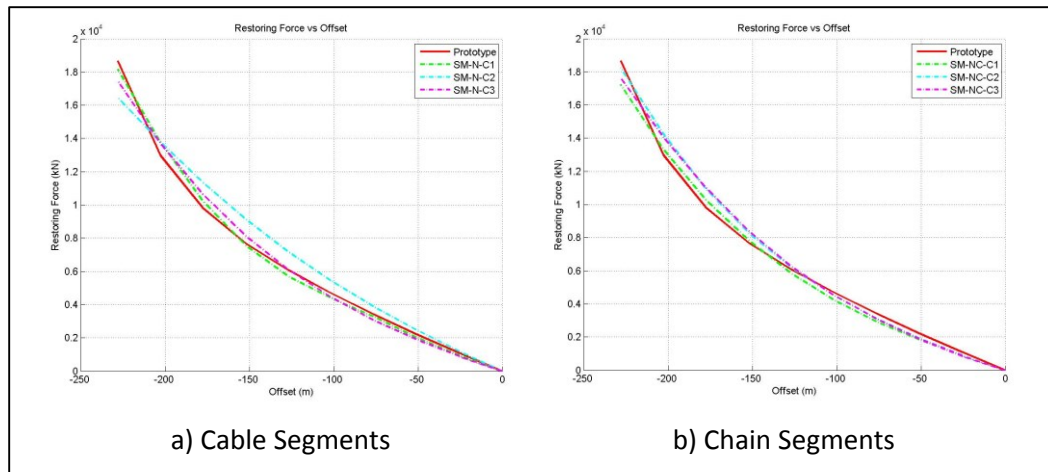 Restoring Force vs Offset
x 10⁴
2
1.8
1.6
1.4
1.2
1
0.8
0.6
0.4
0.2
0
Restoring Force (kN)
-250 -200 -150 -100 -50 0
Offset (m)
Prototype
SM-N-C1
SM-N-C2
SM-N-C3
a) Cable Segments
Restoring Force vs Offset
x 10⁴
2
1.8
1.6
1.4
1.2
1
0.8
0.6
0.4
0.2
0
Restoring Force (kN)
-250 -200 -150 -100 -50 0
Offset (m)
Prototype
SM-NC-C1
SM-NC-C2
SM-NC-C3
b) Chain Segments